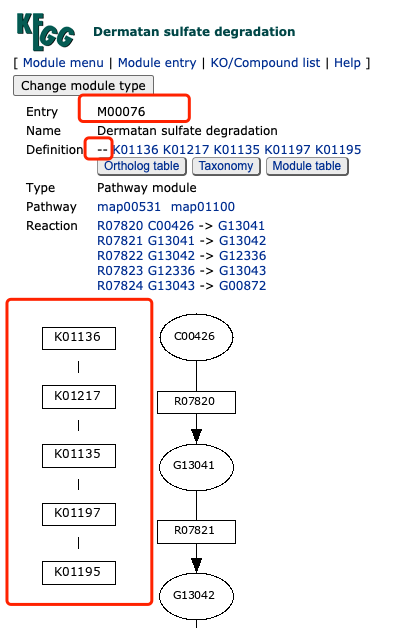 KEGG
Dermatan sulfate degradation
[ Module menu | Module entry | KO/Compound list | Help ]
Change module type
Entry M00076
Name Dermatan sulfate degradation
Definition -- K01136 K01217 K01135 K01197 K01195
Ortholog table Taxonomy Module table
Type Pathway module
Pathway map00531 map01100
Reaction R07820 C00426 -> G13041
R07821 G13041 -> G13042
R07822 G13042 -> G12336
R07823 G12336 -> G13043
R07824 G13043 -> G00872
K01136
K01217
K01135
K01197
K01195
C00426
R07820
G13041
R07821
G13042